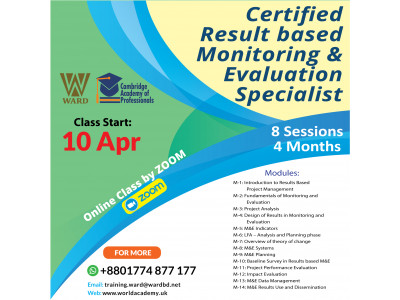 Certified
Result based
Monitoring &
Evaluation
Specialist
WARD
Cambridge
Academy of
Professionals
Class Start:
10 Apr
8 Sessions
4 Months
Online Class by ZOOM
zoom
Modules:
M-1: Introduction to Results Based
Project Management
M-2: Fundamentals of Monitoring and
Evaluation
M-3: Project Analysis
M-4: Design of Results in Monitoring and
Evaluation
M-5: M&E Indicators
M-6: LFA – Analysis and Planning phase
M-7: Overview of theory of change
M-8: M&E Systems
M-9: M&E Planning
M-10: Baseline Survey in Results based M&E
M-11: Project Performance Evaluation
M-12: Impact Evaluation
M-13: M&E Data Management
M-14: M&E Results Use and Dissemination
FOR MORE
+8801774 877 177
Email: training.ward@wardbd.net
Web: www.worldacademy.uk